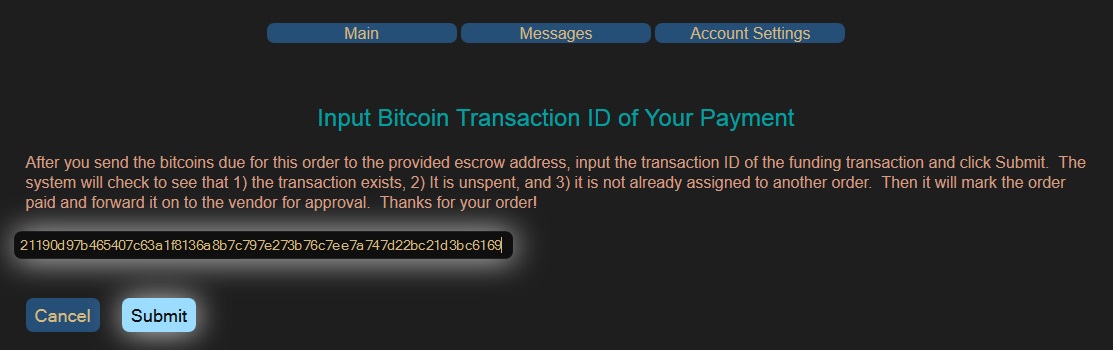 Main Messages Account Settings
Input Bitcoin Transaction ID of Your Payment
After you send the bitcoins due for this order to the provided escrow address, input the transaction ID of the funding transaction and click Submit.  The
system will check to see that 1) the transaction exists, 2) It is unspent, and 3) it is not already assigned to another order.  Then it will mark the order
paid and forward it on to the vendor for approval.  Thanks for your order!
21190d97b465407c63a1f8136a8b7c797e273b76c7ee7a747d22bc21d3bc6169
Cancel Submit